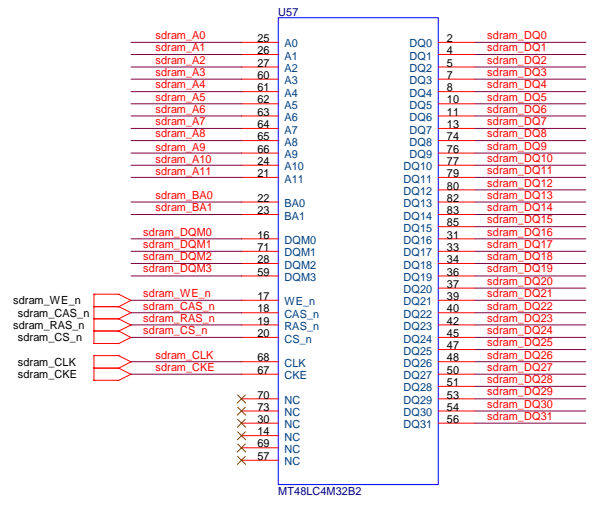 U57
sdram_A0 25 A0 DQ0 2 sdram_DQ0
sdram_A1 26 A1 DQ1 4 sdram_DQ1
sdram_A2 27 A2 DQ2 5 sdram_DQ2
sdram_A3 60 A3 DQ3 7 sdram_DQ3
sdram_A4 61 A4 DQ4 8 sdram_DQ4
sdram_A5 62 A5 DQ5 10 sdram_DQ5
sdram_A6 63 A6 DQ6 11 sdram_DQ6
sdram_A7 64 A7 DQ7 13 sdram_DQ7
sdram_A8 65 A8 DQ8 74 sdram_DQ8
sdram_A9 66 A9 DQ9 76 sdram_DQ9
sdram_A10 24 A10 DQ10 77 sdram_DQ10
sdram_A11 21 A11 DQ11 79 sdram_DQ11
DQ12 80 sdram_DQ12
sdram_BA0 22 BA0 DQ13 82 sdram_DQ13
sdram_BA1 23 BA1 DQ14 83 sdram_DQ14
DQ15 85 sdram_DQ15
sdram_DQM0 16 DQM0 DQ16 31 sdram_DQ16
sdram_DQM1 71 DQM1 DQ17 33 sdram_DQ17
sdram_DQM2 28 DQM2 DQ18 34 sdram_DQ18
sdram_DQM3 59 DQM3 DQ19 36 sdram_DQ19
DQ20 37 sdram_DQ20
sdram_WE_n sdram_WE_n 17 WE_n DQ21 39 sdram_DQ21
sdram_CAS_n sdram_CAS_n 18 CAS_n DQ22 40 sdram_DQ22
sdram_RAS_n sdram_RAS_n 19 RAS_n DQ23 42 sdram_DQ23
sdram_CS_n sdram_CS_n 20 CS_n DQ24 45 sdram_DQ24
DQ25 47 sdram_DQ25
sdram_CLK sdram_CLK 68 CLK DQ26 48 sdram_DQ26
sdram_CKE sdram_CKE 67 CKE DQ27 50 sdram_DQ27
DQ28 51 sdram_DQ28
70 NC DQ29 53 sdram_DQ29
73 NC DQ30 54 sdram_DQ30
30 NC DQ31 56 sdram_DQ31
14 NC
69 NC
57 NC
MT48LC4M32B2